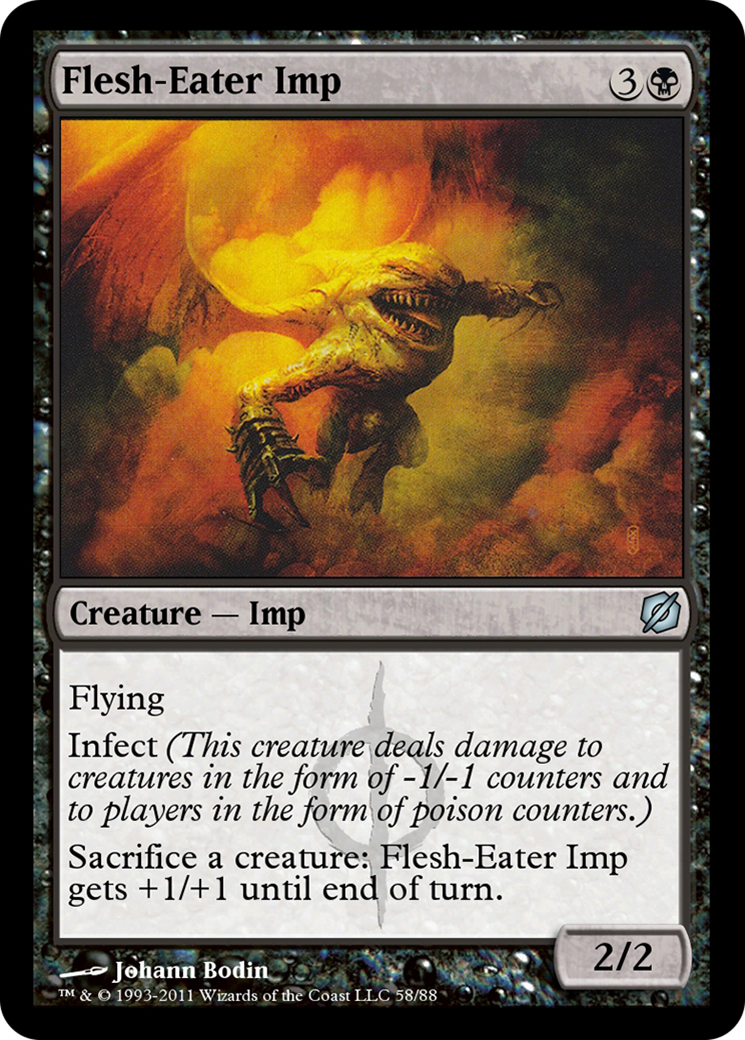 Flesh-Eater Imp 3
Creature — Imp
Flying
Infect (This creature deals damage to
creatures in the form of -1/-1 counters and
to players in the form of poison counters.)
Sacrifice a creature: Flesh-Eater Imp
gets +1/+1 until end of turn.
2/2
Johann Bodin
™ & © 1993-2011 Wizards of the Coast LLC 58/88